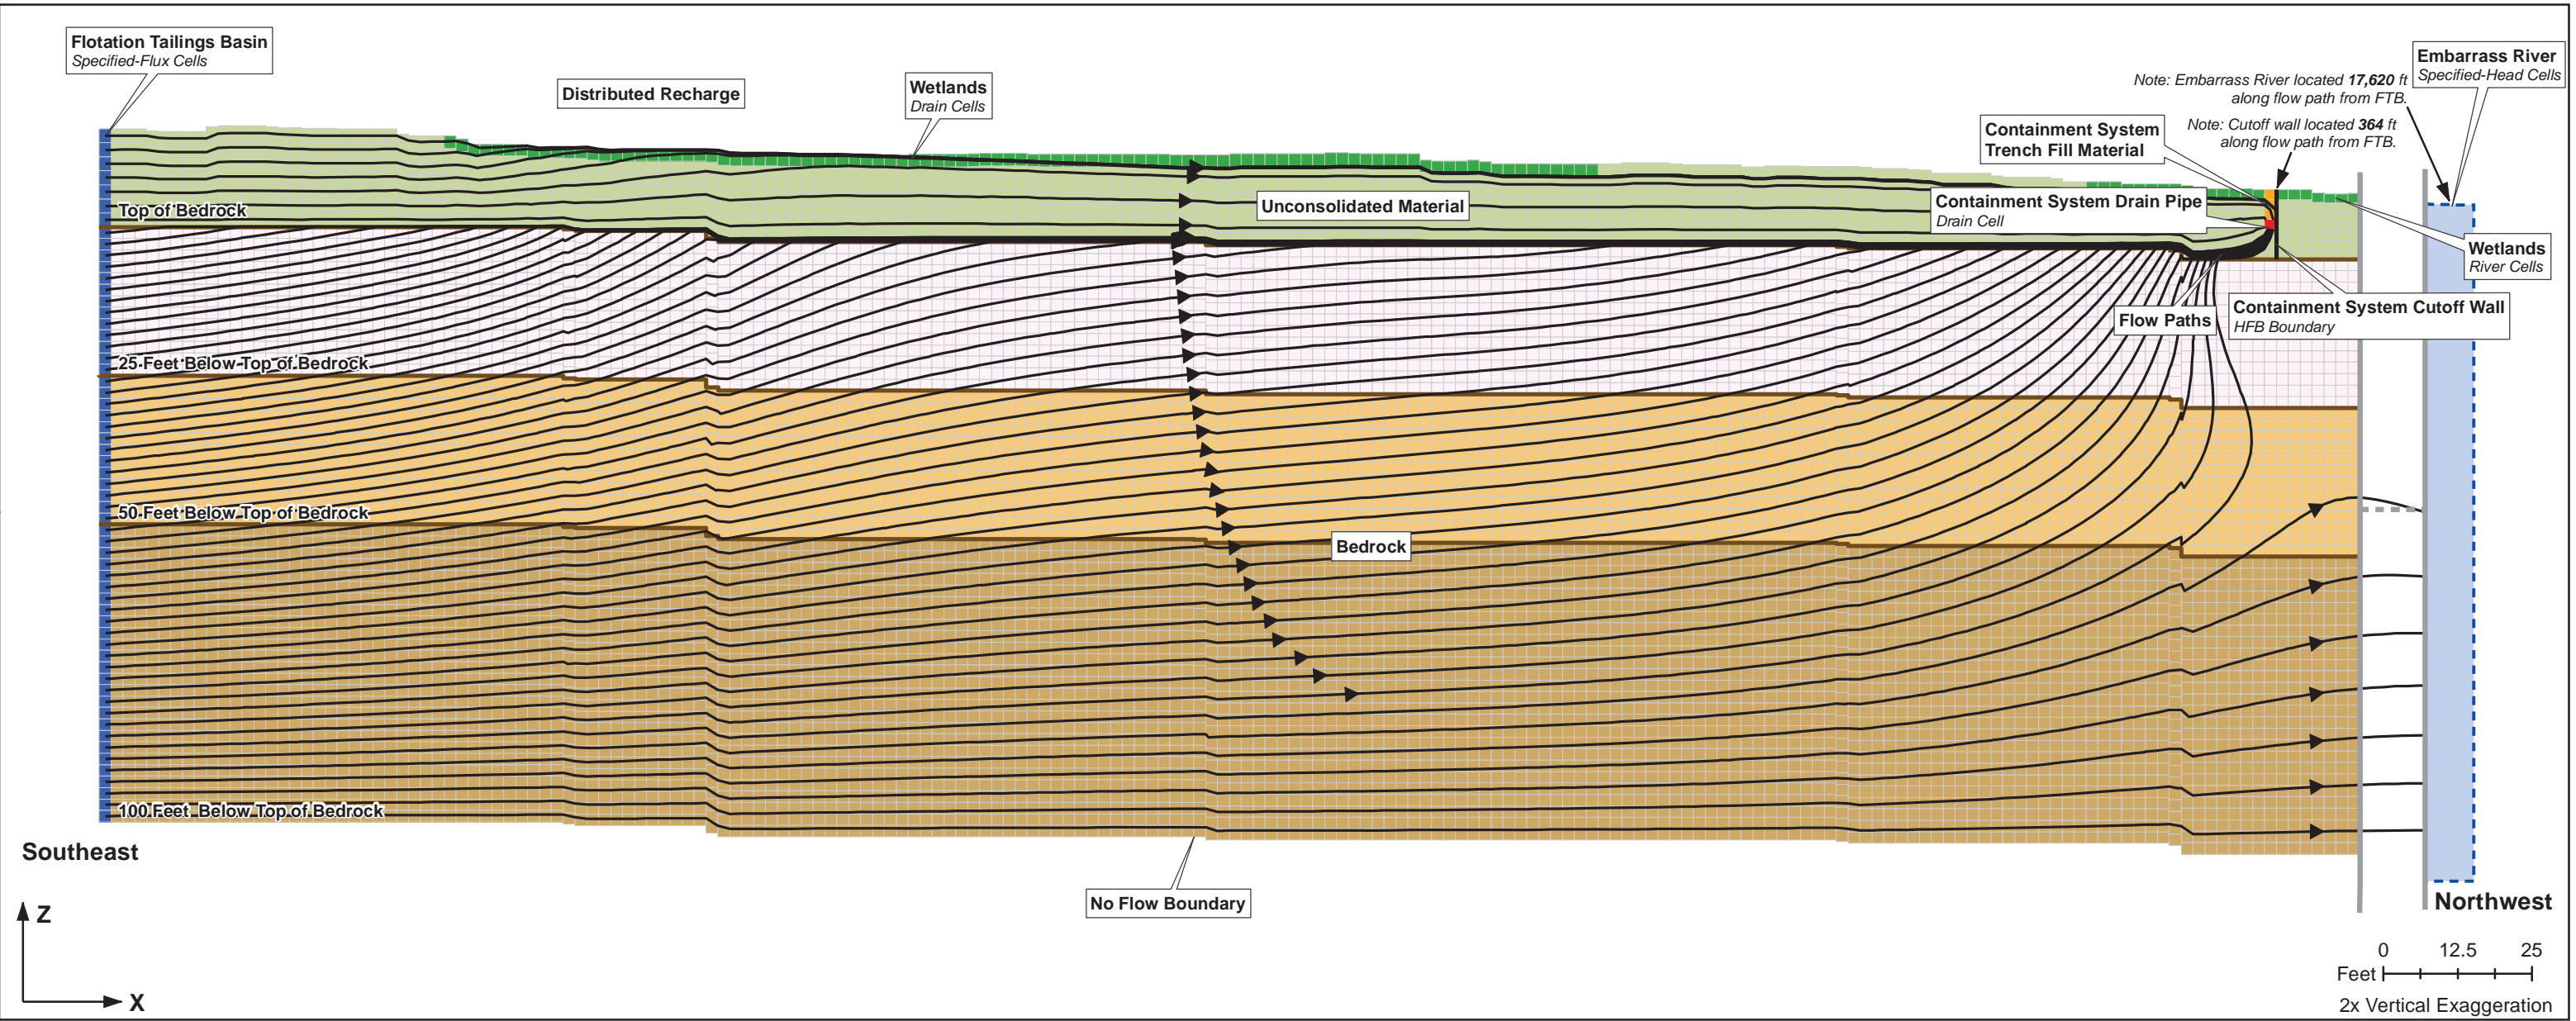 Flotation Tailings Basin
Specified-Flux Cells
Distributed Recharge
Wetlands
Drain Cells
Note: Embarrass River located 17,620 ft
along flow path from FTB.
Embarrass River
Specified-Head Cells
Note: Cutoff wall located 364 ft
along flow path from FTB.
Containment System
Trench Fill Material
Containment System Drain Pipe
Drain Cell
Top of Bedrock
Unconsolidated Material
Wetlands
River Cells
Containment System Cutoff Wall
HFB Boundary
Flow Paths
25 Feet Below Top of Bedrock
50 Feet Below Top of Bedrock
Bedrock
100 Feet Below Top of Bedrock
Southeast
No Flow Boundary
Northwest
Z
X
0 12.5 25
Feet
2x Vertical Exaggeration